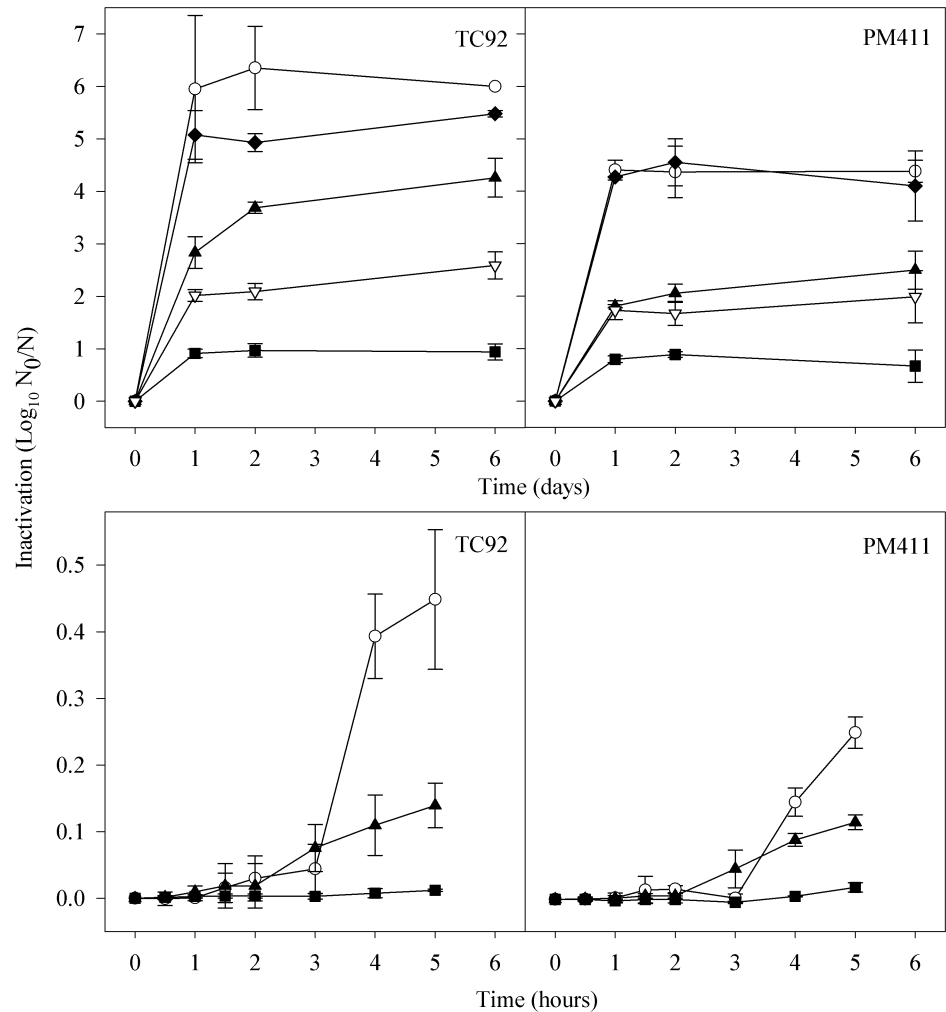 TC92
PM411
7
6
5
4
3
2
1
0
0 1 2 3 4 5 6 0 1 2 3 4 5 6
Time (days)
Inactivation (Log10 N0/N)
TC92
PM411
0.5
0.4
0.3
0.2
0.1
0.0
0 1 2 3 4 5 6 0 1 2 3 4 5 6
Time (hours)